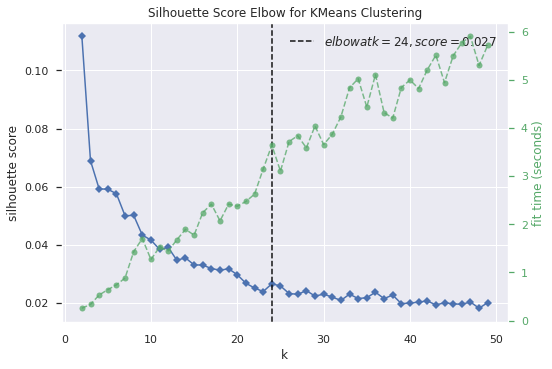 Silhouette Score Elbow for KMeans Clustering
elbow at k = 24, score = 0.027
silhouette score
0.10
0.08
0.06
0.04
0.02
fit time (seconds)
6
5
4
3
2
1
0
0 10 20 30 40 50
k